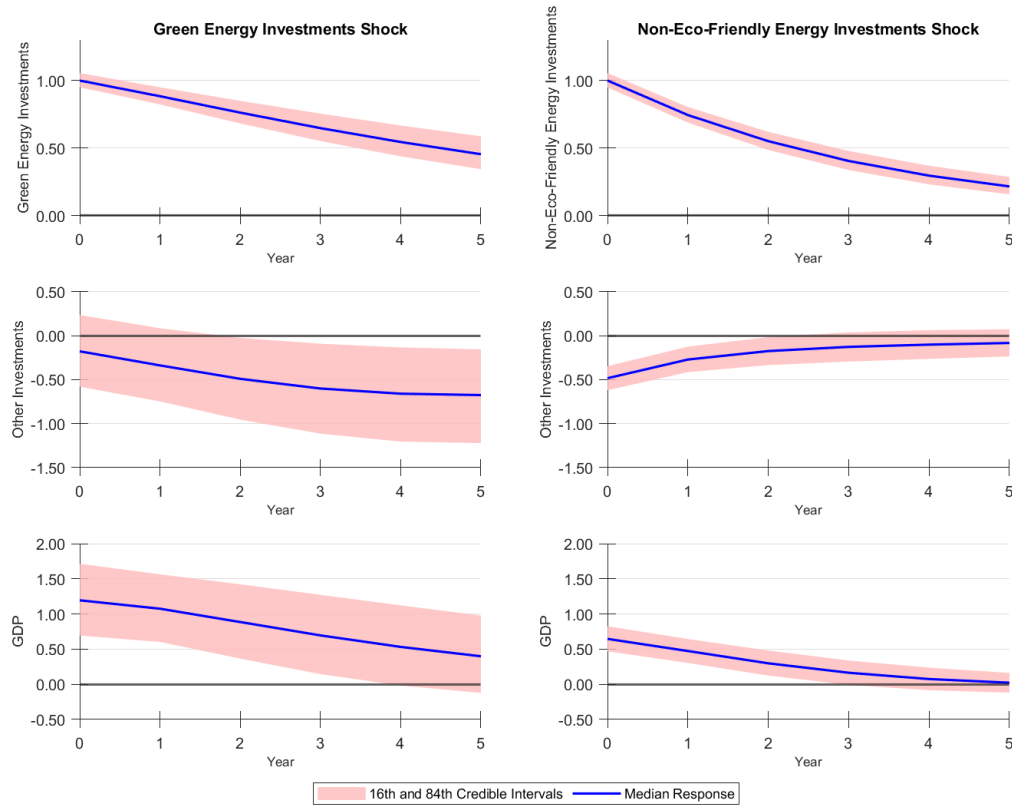 Green Energy Investments Shock
Green Energy Investments
1.00
0.50
0.00
0 1 2 3 4 5
Year
Non-Eco-Friendly Energy Investments Shock
Non-Eco-Friendly Energy Investments
1.00
0.50
0.00
0 1 2 3 4 5
Year
Other Investments
0.50
0.00
-0.50
-1.00
-1.50
0 1 2 3 4 5
Year
Other Investments
0.50
0.00
-0.50
-1.00
-1.50
0 1 2 3 4 5
Year
GDP
2.00
1.50
1.00
0.50
0.00
-0.50
0 1 2 3 4 5
Year
GDP
2.00
1.50
1.00
0.50
0.00
-0.50
0 1 2 3 4 5
Year
16th and 84th Credible Intervals Median Response